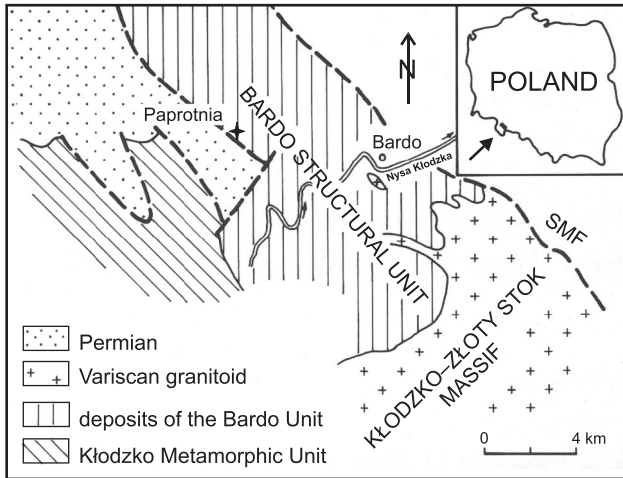 N
POLAND
Paprotnia
Bardo
Nysa Kłodzka
BARDO STRUCTURAL UNIT
SMF
KŁODZKO–ZŁOTY STOK
MASSIF
Permian
Variscan granitoid
deposits of the Bardo Unit
Kłodzko Metamorphic Unit
0 4 km